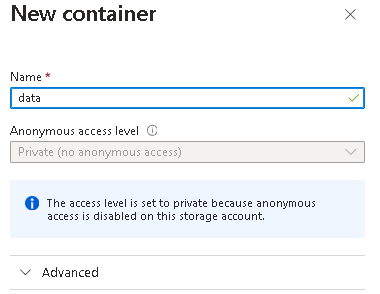 New container
Name *
data
Anonymous access level
Private (no anonymous access)
The access level is set to private because anonymous
access is disabled on this storage account.
Advanced